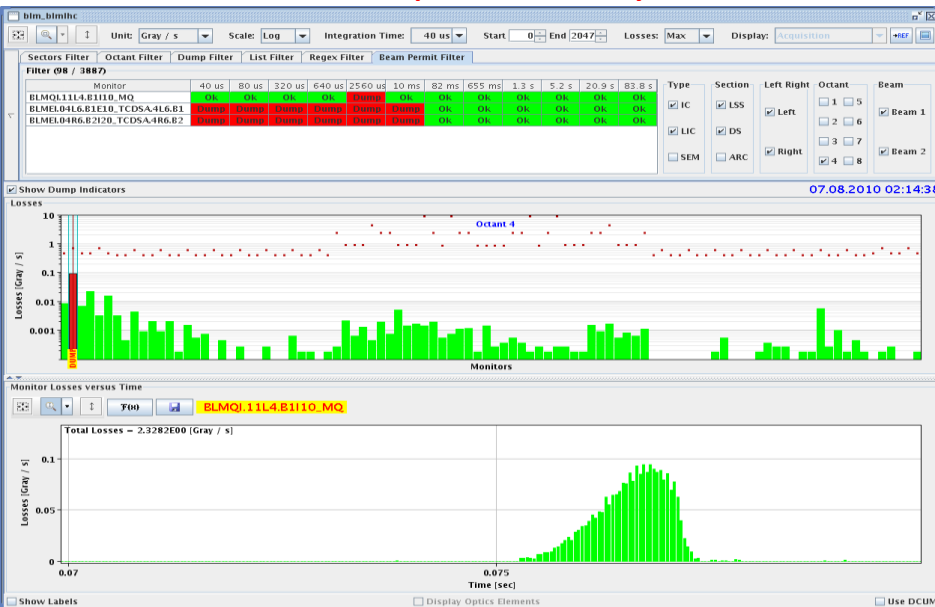 blm_blmlhc
Unit: Gray / s Scale: Log Integration Time: 40 us Start 0 End 2047 Losses: Max Display: Acquisition →REF
Sectors Filter Octant Filter Dump Filter List Filter Regex Filter Beam Permit Filter
Filter (98 / 3887)
Monitor 40 us 80 us 320 us 640 us 2560 us 10 ms 82 ms 655 ms 1.3 s 5.2 s 20.9 s 83.8 s
BLMQI.11L4.B1I10_MQ Ok Ok Ok Ok Dump Ok Ok Ok Ok Ok Ok Ok
BLMEI.04L6.B1E10_TCDSA.4L6.B1 Dump Dump Dump Dump Dump Dump Ok Ok Ok Ok Ok Ok
BLMEI.04R6.B2I20_TCDSA.4R6.B2 Dump Dump Dump Dump Dump Dump Ok Ok Ok Ok Ok Ok
Type Section Left Right Octant Beam
IC LSS Left 1 5 Beam 1
2 6
LIC DS
3 7
SEM ARC Right 4 8 Beam 2
Show Dump Indicators 07.08.2010 02:14:38
Losses
Octant 4
10
1
0.1
0.01
0.001
Losses [Gray / s]
DUMP
Monitors
Monitor Losses versus Time
F(x) BLMQI.11L4.B1I10_MQ
Total Losses = 2.3282E00 [Gray / s]
0.1
0.05
0
Losses [Gray / s]
0.07 0.075
Time [sec]
Show Labels Display Optics Elements Use DCUM